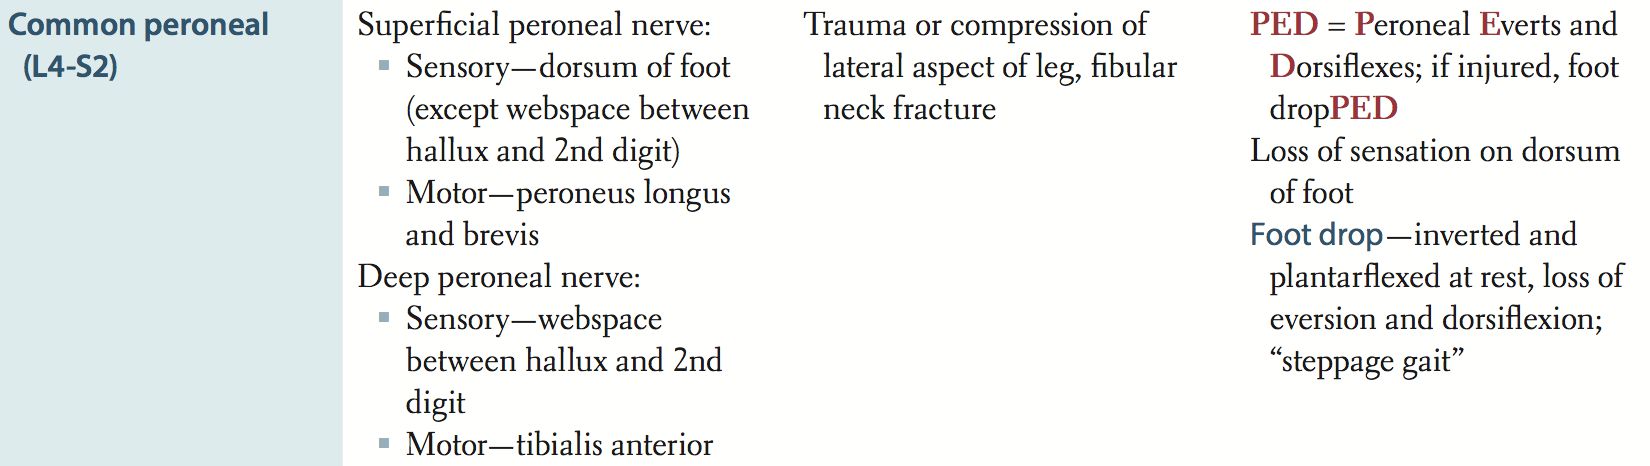 Common peroneal
(L4-S2)
Superficial peroneal nerve:
▪ Sensory—dorsum of foot
(except webspace between
hallux and 2nd digit)
▪ Motor—peroneus longus
and brevis
Deep peroneal nerve:
▪ Sensory—webspace
between hallux and 2nd
digit
▪ Motor—tibialis anterior
Trauma or compression of
lateral aspect of leg, fibular
neck fracture
PED = Peroneal Everts and
Dorsiflexes; if injured, foot
dropPED
Loss of sensation on dorsum
of foot
Foot drop—inverted and
plantarflexed at rest, loss of
eversion and dorsiflexion;
“steppage gait”